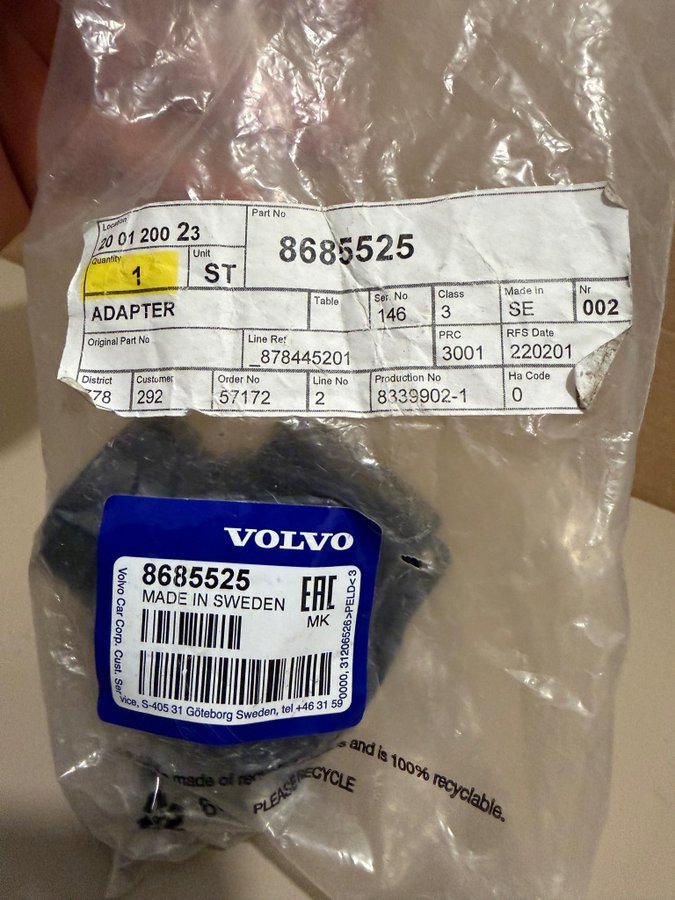 Location
20 01 200 23
Part No
8685525
Quantity
1
Unit
ST
ADAPTER
Table
Ser. No
146
Class
3
Made in
SE
Nr
002
Original Part No
Line Ref
878445201
PRC
3001
RFS Date
220201
District
778
Customer
292
Order No
57172
Line No
2
Production No
8339902-1
Ha Code
0
VOLVO
8685525
MADE IN SWEDEN
EAC
MK
Volvo Car Corp. Cust. Service, S-405 31 Göteborg Sweden, tel +46 31 59 0000, 31206526>PELD<3
made of
and is 100% recyclable.
PLEASE RECYCLE